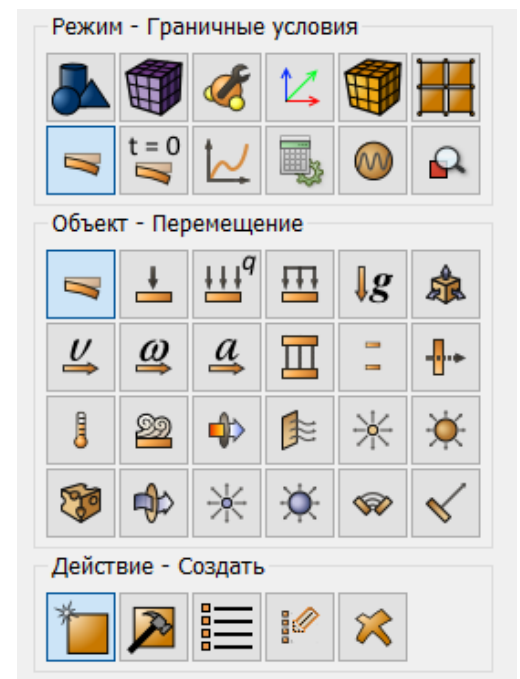 Режим - Граничные условия
t = 0
Объект - Перемещение
q
g
υ ω a
Действие - Создать